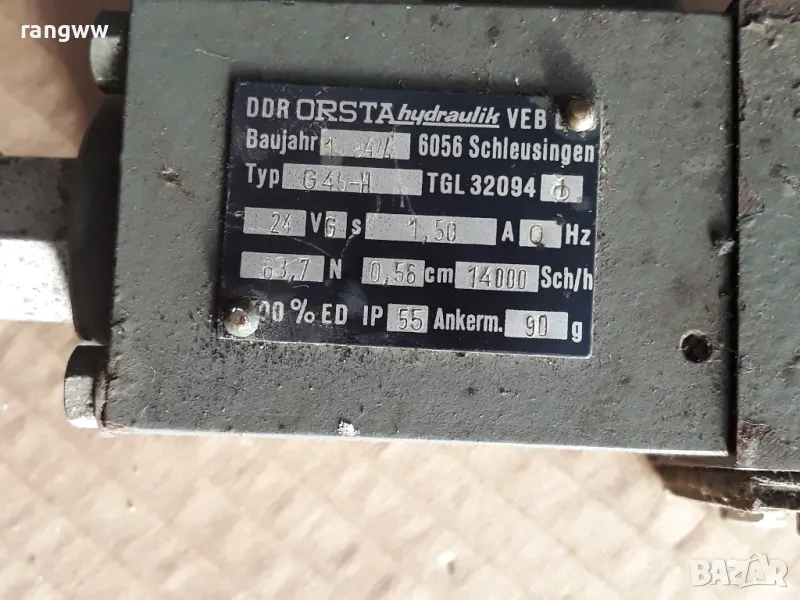 rangww
DDR ORSTA hydraulik VEB
Baujahr 6056 Schleusingen
Typ G45-H TGL 32094
24 V G s 1,50 A 0 Hz
63,7 N 0,56 cm 14000 Sch/h
% ED IP 55 Ankerm. 90 g
BAZAR